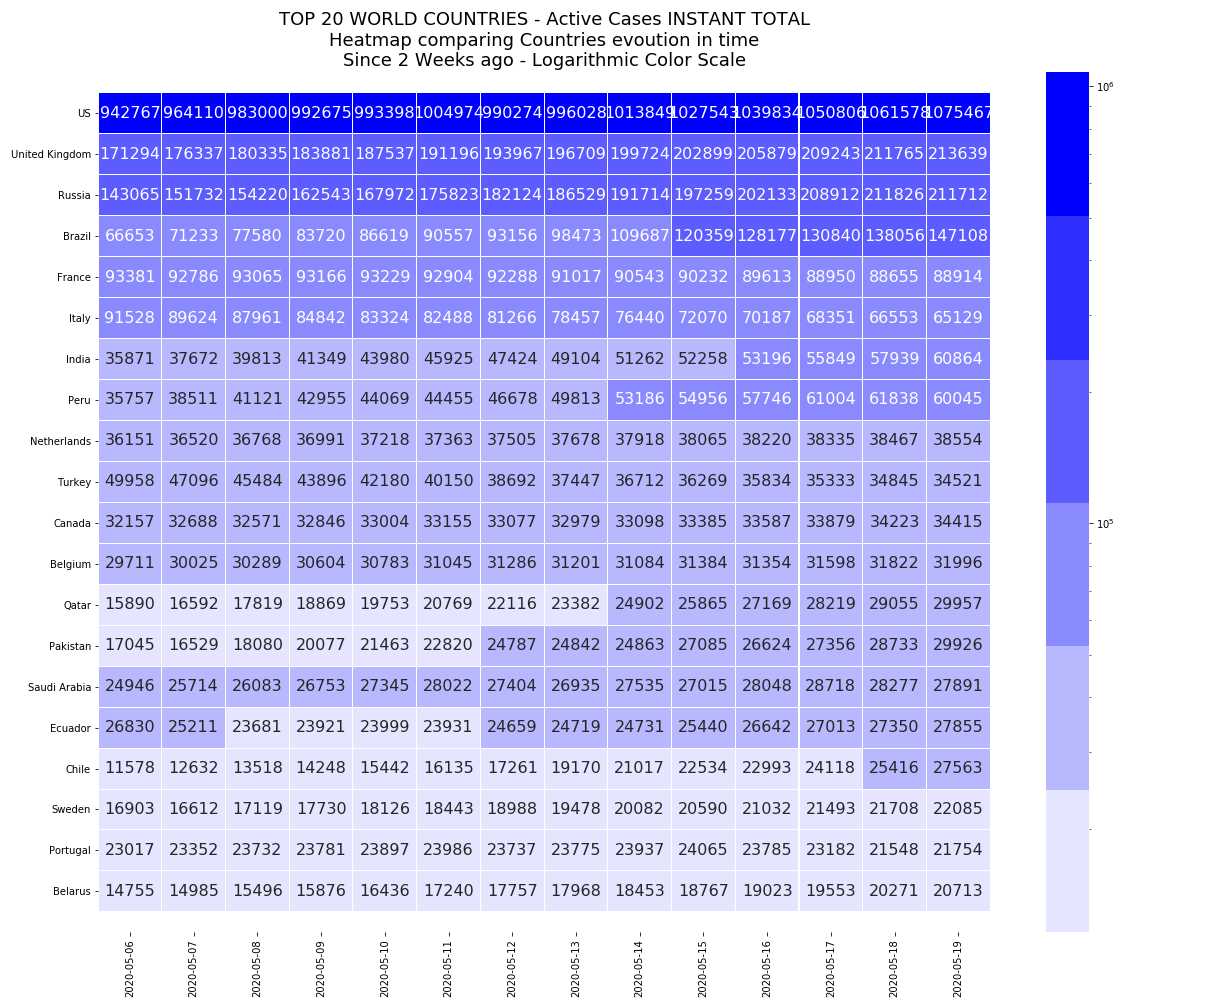 TOP 20 WORLD COUNTRIES - Active Cases INSTANT TOTAL
Heatmap comparing Countries evoution in time
Since 2 Weeks ago - Logarithmic Color Scale
US 942767 964110 983000 992675 993398 1004974 990274 996028 1013849 1027543 1039834 1050806 1061578 1075467
United Kingdom 171294 176337 180335 183881 187537 191196 193967 196709 199724 202899 205879 209243 211765 213639
Russia 143065 151732 154220 162543 167972 175823 182124 186529 191714 197259 202133 208912 211826 211712
Brazil 66653 71233 77580 83720 86619 90557 93156 98473 109687 120359 128177 130840 138056 147108
France 93381 92786 93065 93166 93229 92904 92288 91017 90543 90232 89613 88950 88655 88914
Italy 91528 89624 87961 84842 83324 82488 81266 78457 76440 72070 70187 68351 66553 65129
India 35871 37672 39813 41349 43980 45925 47424 49104 51262 52258 53196 55849 57939 60864
Peru 35757 38511 41121 42955 44069 44455 46678 49813 53186 54956 57746 61004 61838 60045
Netherlands 36151 36520 36768 36991 37218 37363 37505 37678 37918 38065 38220 38335 38467 38554
Turkey 49958 47096 45484 43896 42180 40150 38692 37447 36712 36269 35834 35333 34845 34521
Canada 32157 32688 32571 32846 33004 33155 33077 32979 33098 33385 33587 33879 34223 34415
Belgium 29711 30025 30289 30604 30783 31045 31286 31201 31084 31384 31354 31598 31822 31996
Qatar 15890 16592 17819 18869 19753 20769 22116 23382 24902 25865 27169 28219 29055 29957
Pakistan 17045 16529 18080 20077 21463 22820 24787 24842 24863 27085 26624 27356 28733 29926
Saudi Arabia 24946 25714 26083 26753 27345 28022 27404 26935 27535 27015 28048 28718 28277 27891
Ecuador 26830 25211 23681 23921 23999 23931 24659 24719 24731 25440 26642 27013 27350 27855
Chile 11578 12632 13518 14248 15442 16135 17261 19170 21017 22534 22993 24118 25416 27563
Sweden 16903 16612 17119 17730 18126 18443 18988 19478 20082 20590 21032 21493 21708 22085
Portugal 23017 23352 23732 23781 23897 23986 23737 23775 23937 24065 23785 23182 21548 21754
Belarus 14755 14985 15496 15876 16436 17240 17757 17968 18453 18767 19023 19553 20271 20713
2020-05-06 2020-05-07 2020-05-08 2020-05-09 2020-05-10 2020-05-11 2020-05-12 2020-05-13 2020-05-14 2020-05-15 2020-05-16 2020-05-17 2020-05-18 2020-05-19
10⁶
10⁵